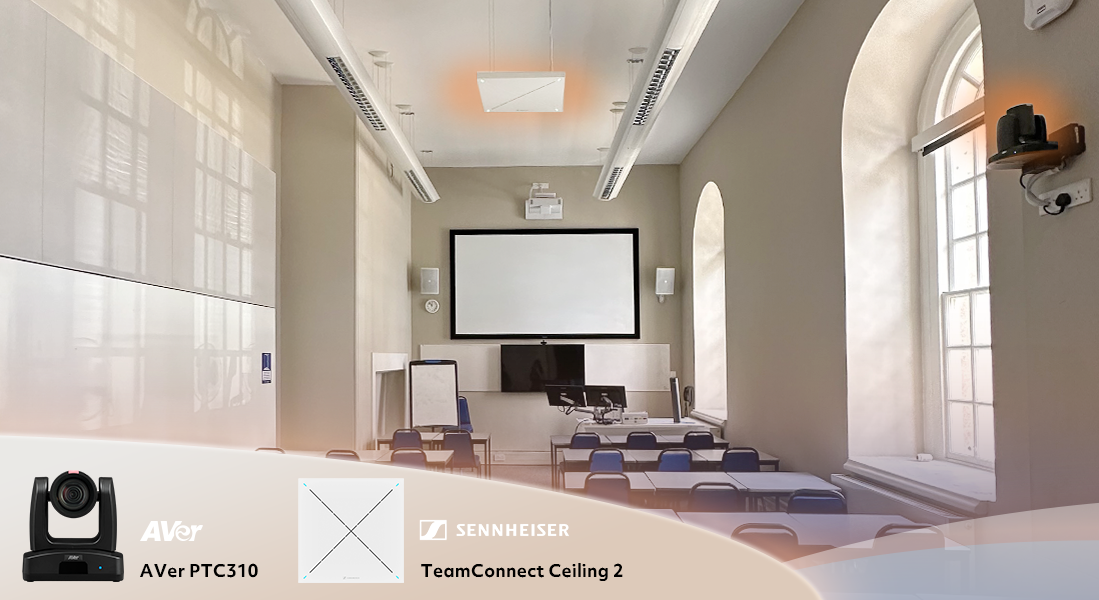 AVer
AVer PTC310
SENNHEISER
TeamConnect Ceiling 2